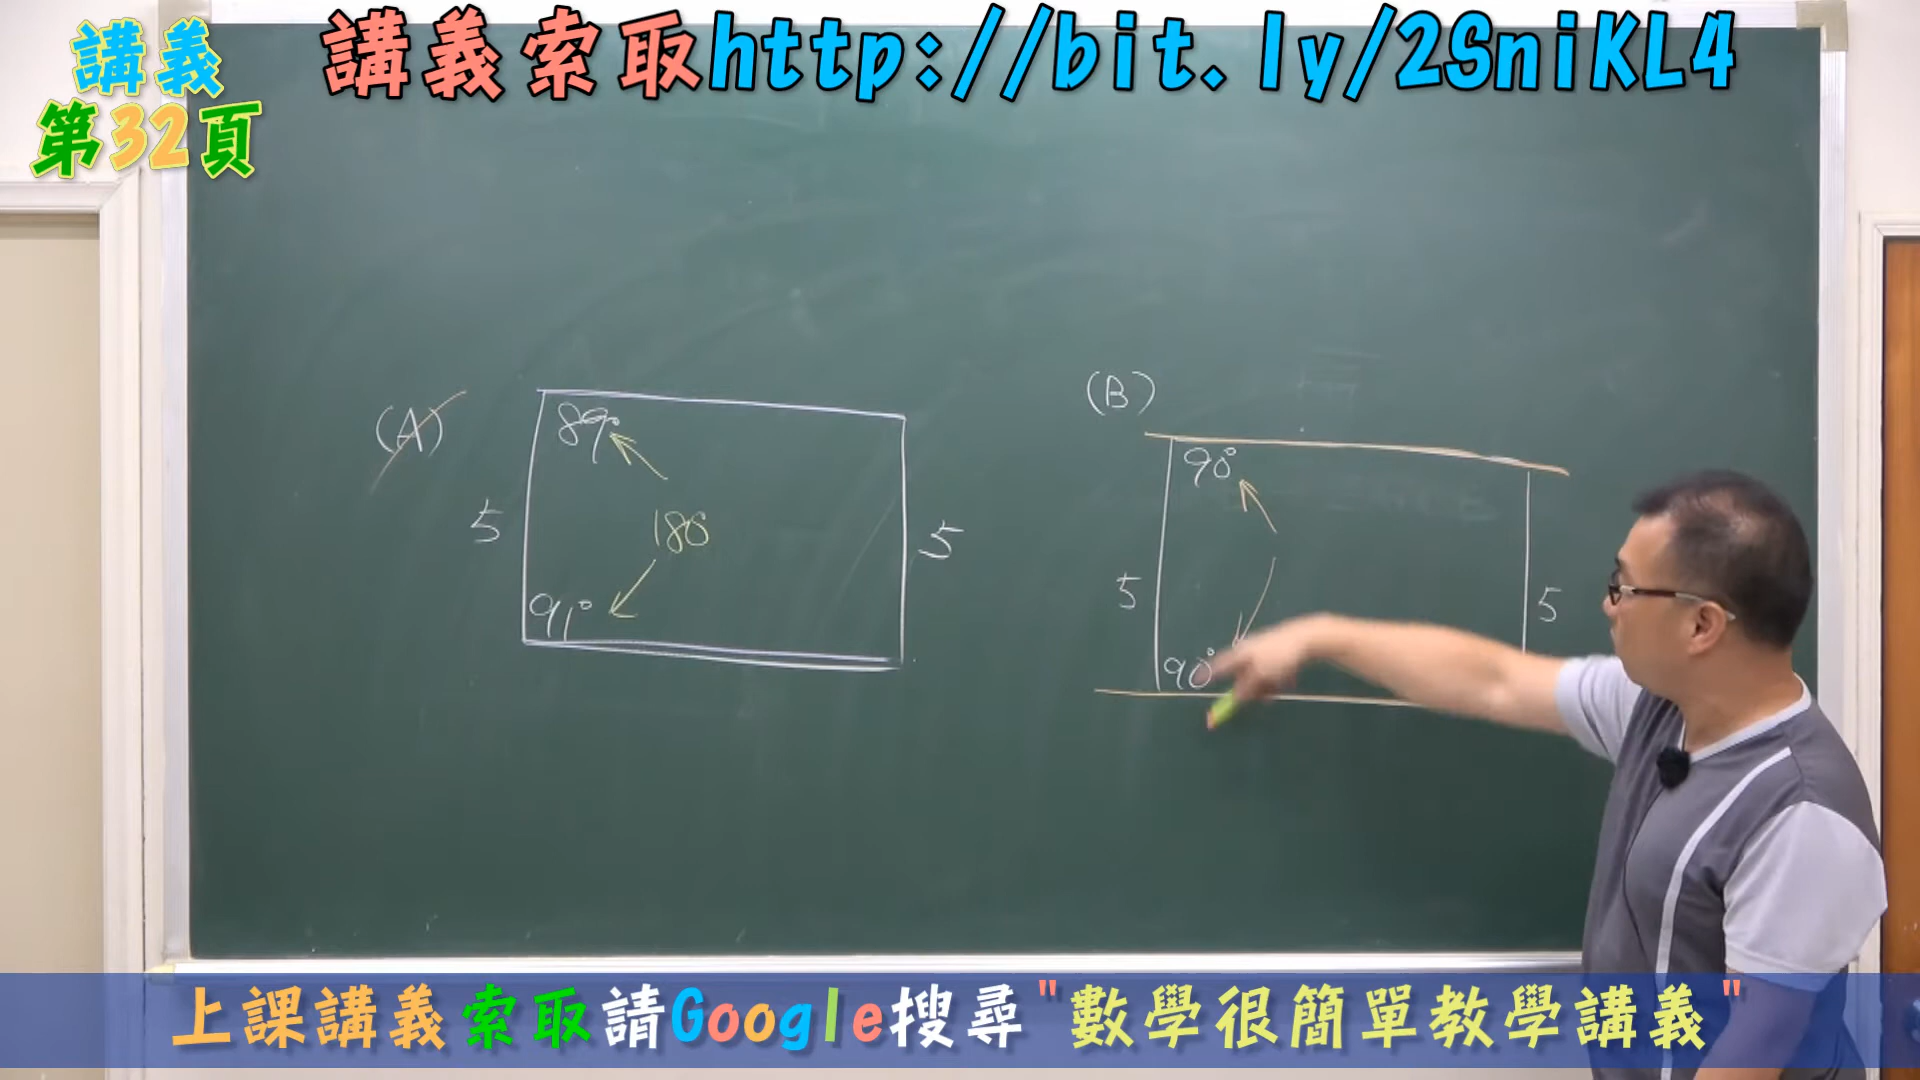 講義
第32頁
講義索取http://bit.ly/2SniKL4
(A)
89°
5
180
5
91°
(B)
90°
5
5
90°
上課講義索取請Google搜尋"數學很簡單教學講義"